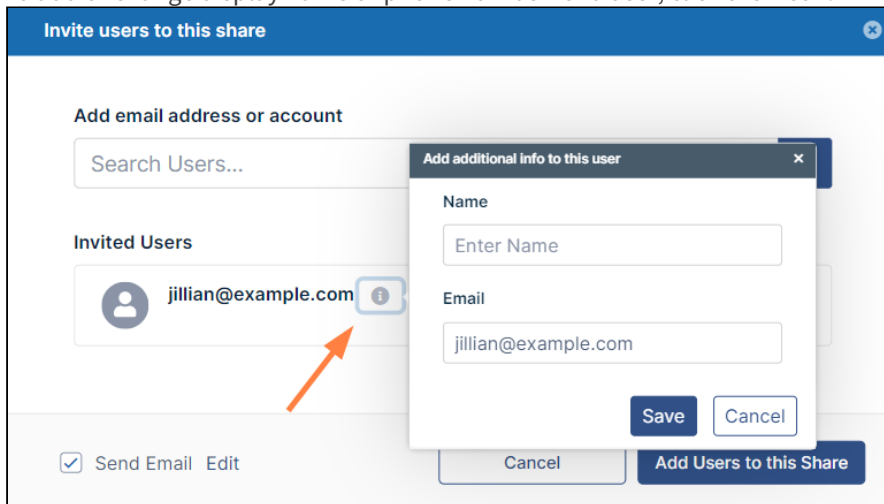 Invite users to this share
Add email address or account
Search Users...
Add additional info to this user
Name
Enter Name
Invited Users
jillian@example.com
Email
jillian@example.com
Save Cancel
Send Email Edit
Cancel
Add Users to this Share